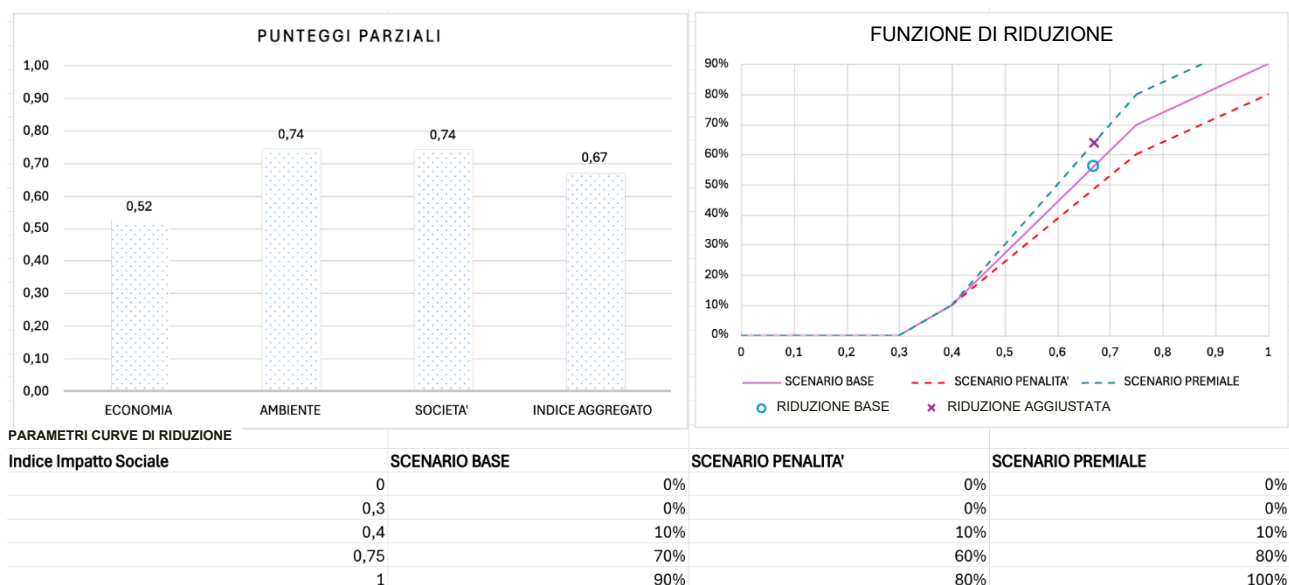 PUNTEGGI PARZIALI
1,00
0,90
0,80
0,70
0,60
0,50
0,40
0,30
0,20
0,10
0,00
0,52
0,74
0,74
0,67
ECONOMIA AMBIENTE SOCIETA' INDICE AGGREGATO
FUNZIONE DI RIDUZIONE
90%
80%
70%
60%
50%
40%
30%
20%
10%
0%
0 0,1 0,2 0,3 0,4 0,5 0,6 0,7 0,8 0,9 1
SCENARIO BASE SCENARIO PENALITA' SCENARIO PREMIALE
RIDUZIONE BASE RIDUZIONE AGGIUSTATA
PARAMETRI CURVE DI RIDUZIONE
Indice Impatto Sociale SCENARIO BASE SCENARIO PENALITA' SCENARIO PREMIALE
0 0% 0% 0%
0,3 0% 0% 0%
0,4 10% 10% 10%
0,75 70% 60% 80%
1 90% 80% 100%